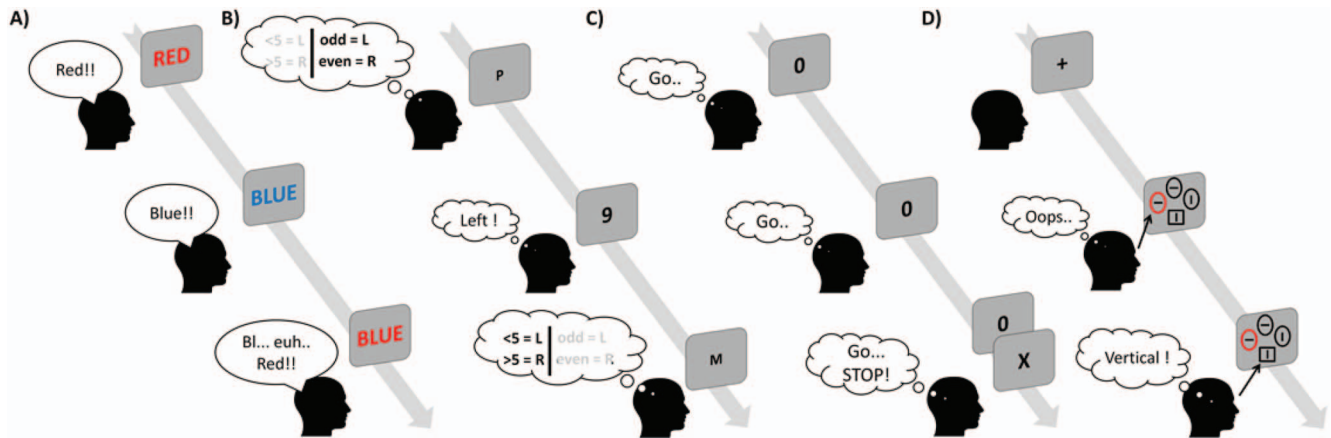 A)
Red!!
RED
Blue!!
BLUE
Bl... euh..
Red!!
BLUE
B)
<5 = L odd = L
>5 = R even = R
P
Left !
9
<5 = L odd = L
>5 = R even = R
M
C)
Go..
0
Go..
0
Go...
STOP!
0
X
D)
+
Oops..
Vertical !